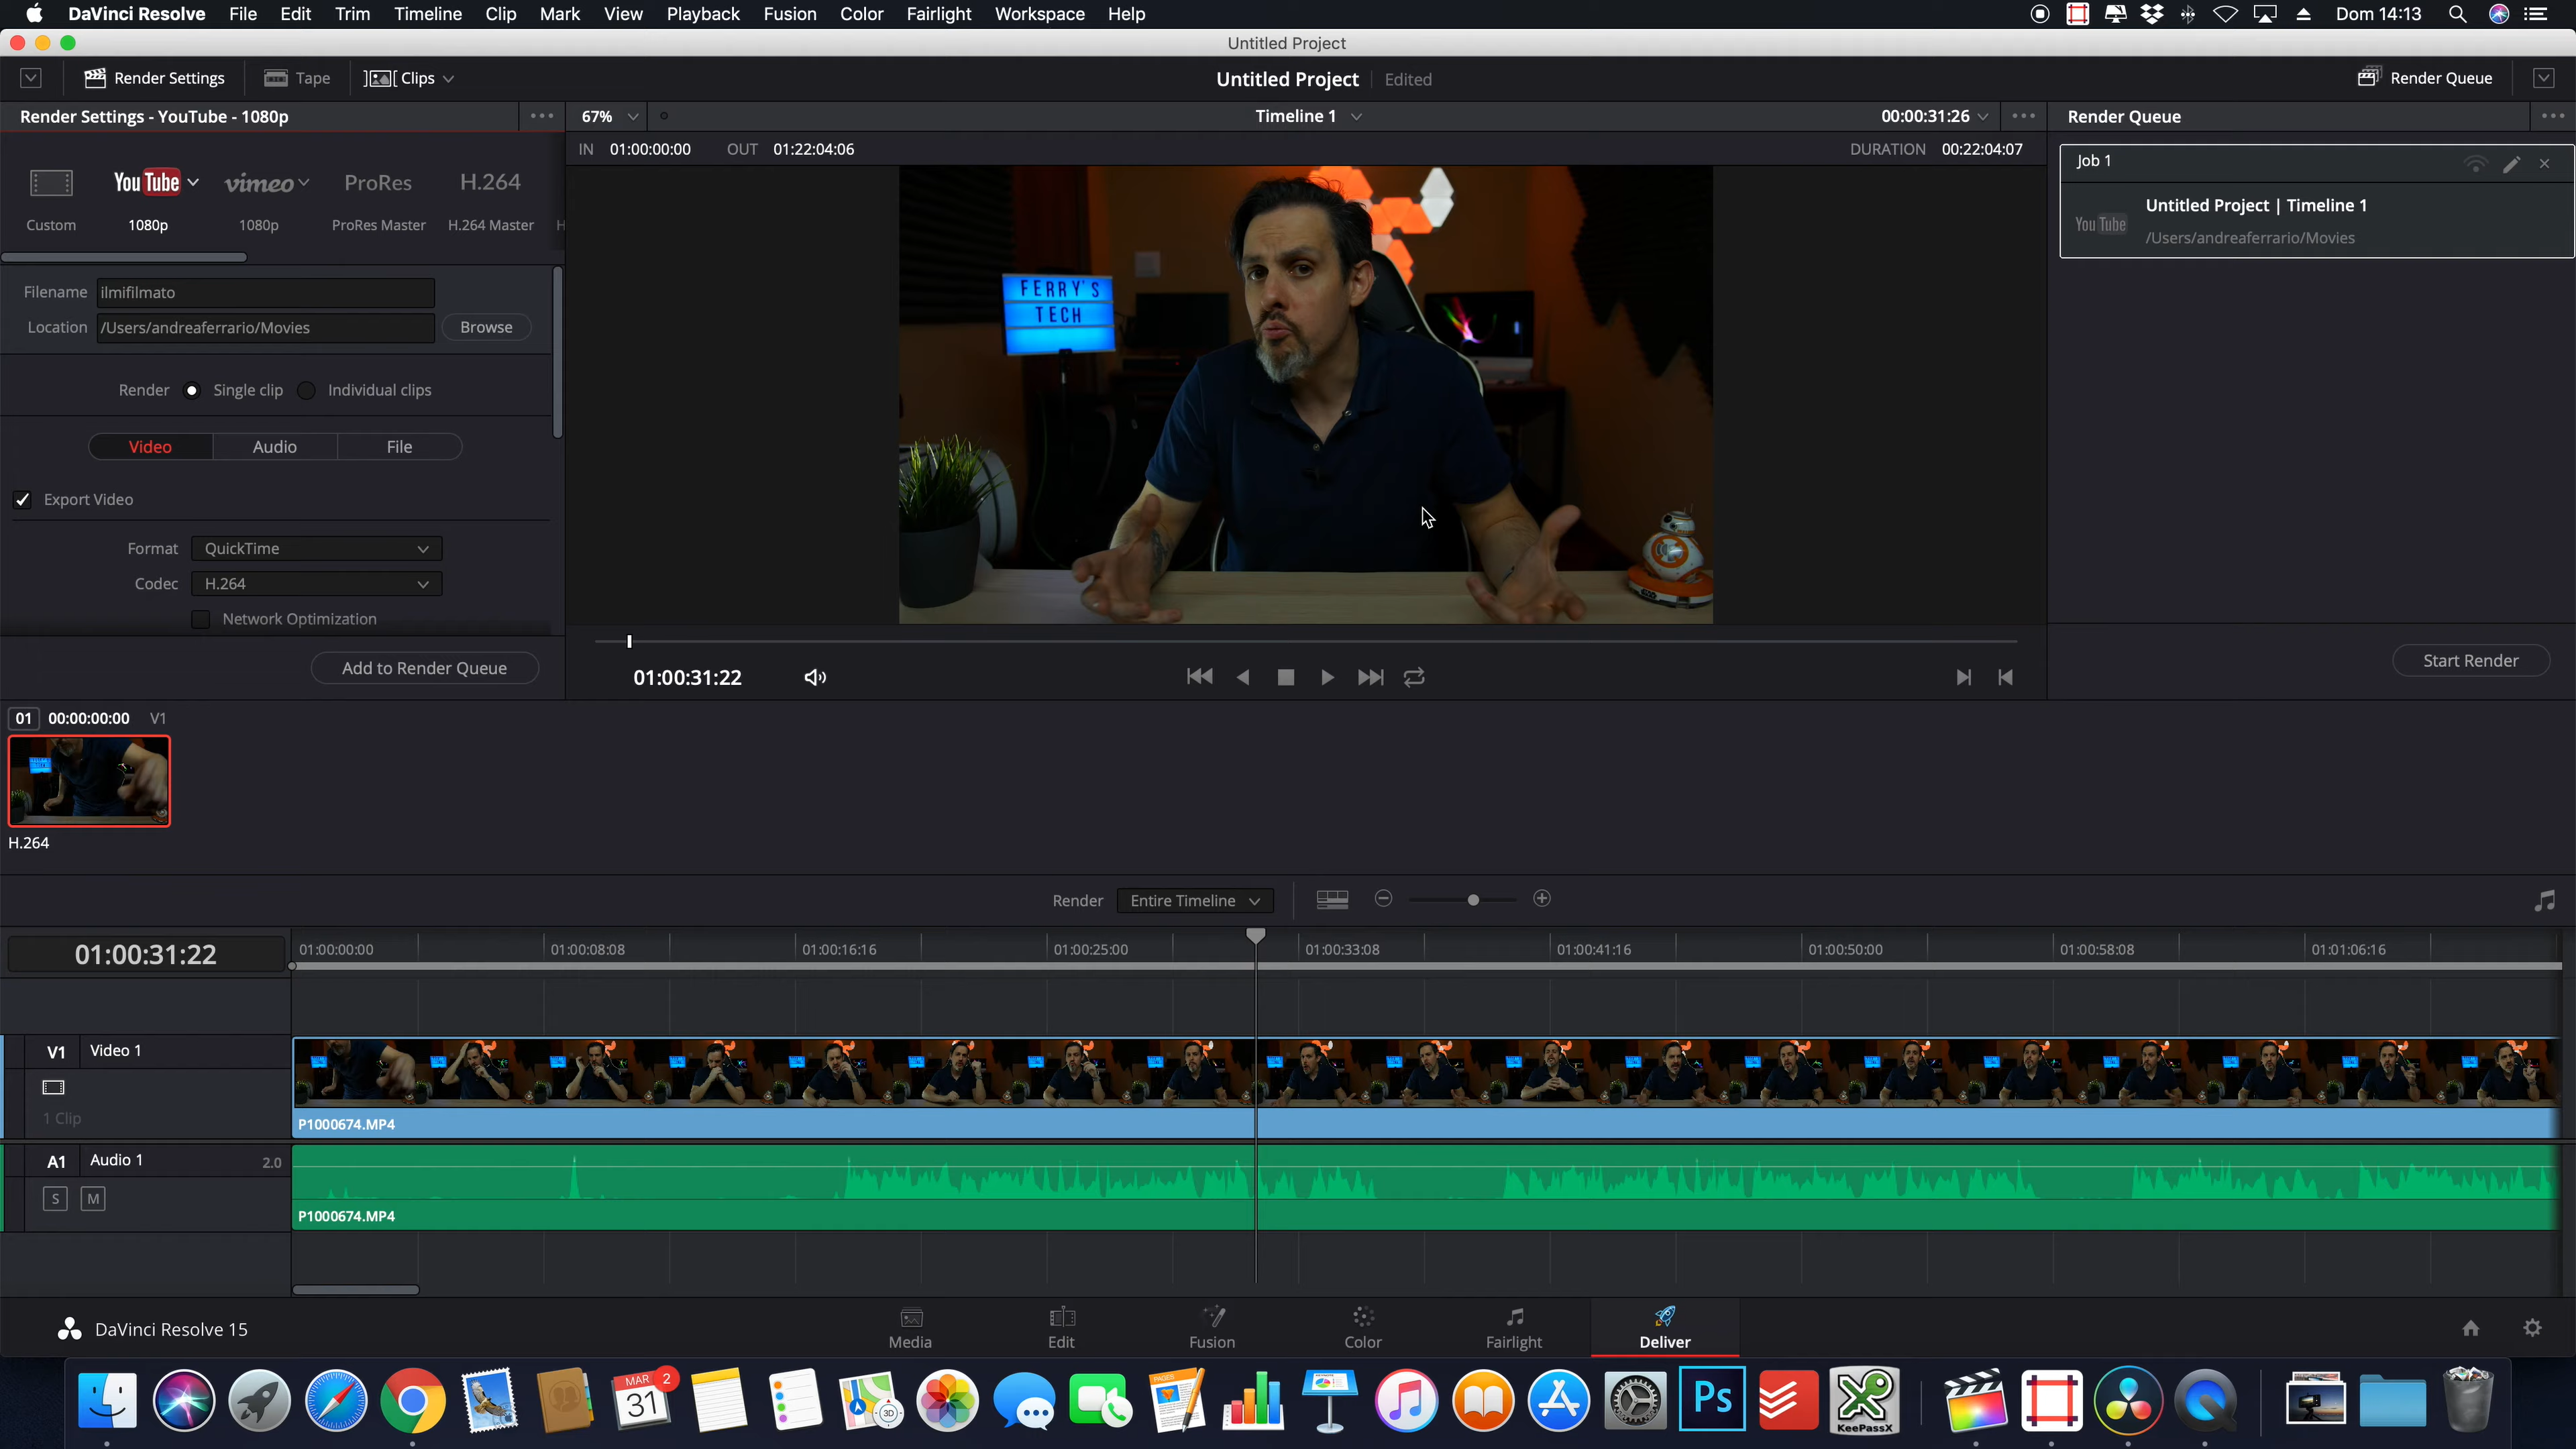 DaVinci Resolve File Edit Trim Timeline Clip Mark View Playback Fusion Color Fairlight Workspace Help Dom 14:13
Untitled Project
Render Settings Tape Clips Untitled Project Edited Render Queue
Render Settings - YouTube - 1080p 67% Timeline 1 00:00:31:26 Render Queue
IN 01:00:00:00 OUT 01:22:04:06 DURATION 00:22:04:07
Job 1
YouTube vimeo ProRes H.264
Custom 1080p 1080p ProRes Master H.264 Master H
Untitled Project | Timeline 1
YouTube
/Users/andreaferrario/Movies
FERRY'S
TECH
Filename ilmifilmato
Location /Users/andreaferrario/Movies Browse
Render Single clip Individual clips
Video Audio File
Export Video
Format QuickTime
Codec H.264
Network Optimization
Add to Render Queue
01:00:31:22
Start Render
01 00:00:00:00 V1
H.264
Render Entire Timeline
01:00:31:22
01:00:00:00 01:00:08:08 01:00:16:16 01:00:25:00 01:00:33:08 01:00:41:16 01:00:50:00 01:00:58:08 01:01:06:16
V1 Video 1
1 Clip
P1000674.MP4
A1 Audio 1 2.0
S M
P1000674.MP4
DaVinci Resolve 15
Media Edit Fusion Color Fairlight Deliver
MAR
2
31
3D
PAGES
Ps
KeePassX